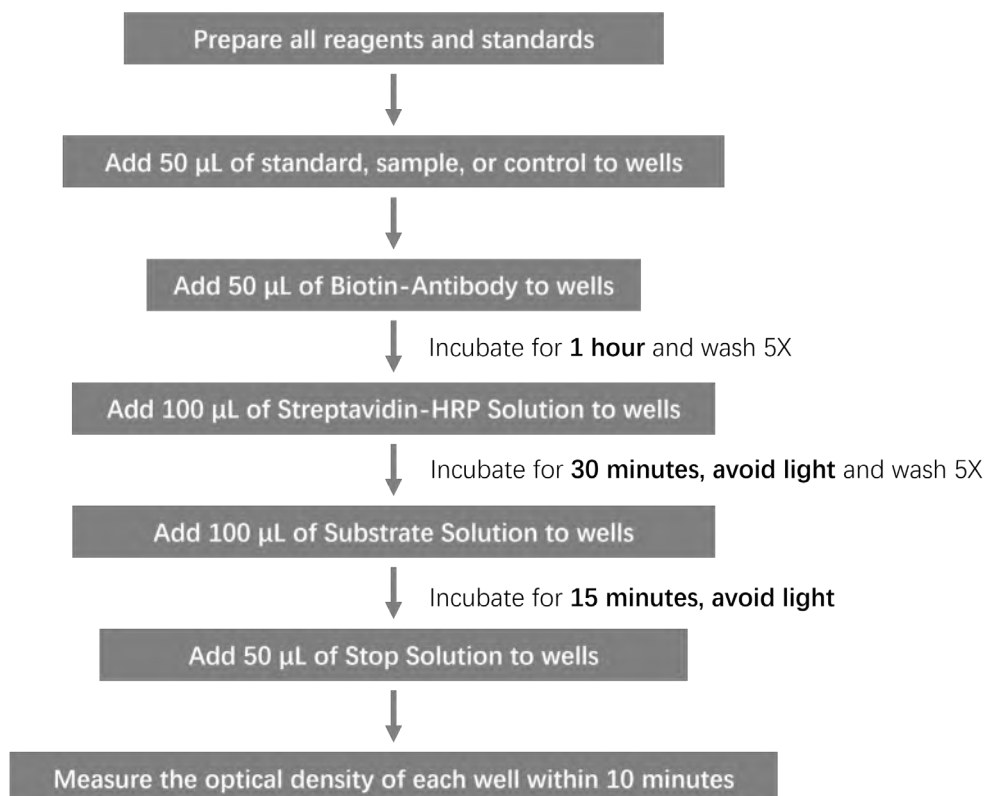 Prepare all reagents and standards
Add 50 µL of standard, sample, or control to wells
Add 50 µL of Biotin-Antibody to wells
Incubate for 1 hour and wash 5X
Add 100 µL of Streptavidin-HRP Solution to wells
Incubate for 30 minutes, avoid light and wash 5X
Add 100 µL of Substrate Solution to wells
Incubate for 15 minutes, avoid light
Add 50 µL of Stop Solution to wells
Measure the optical density of each well within 10 minutes